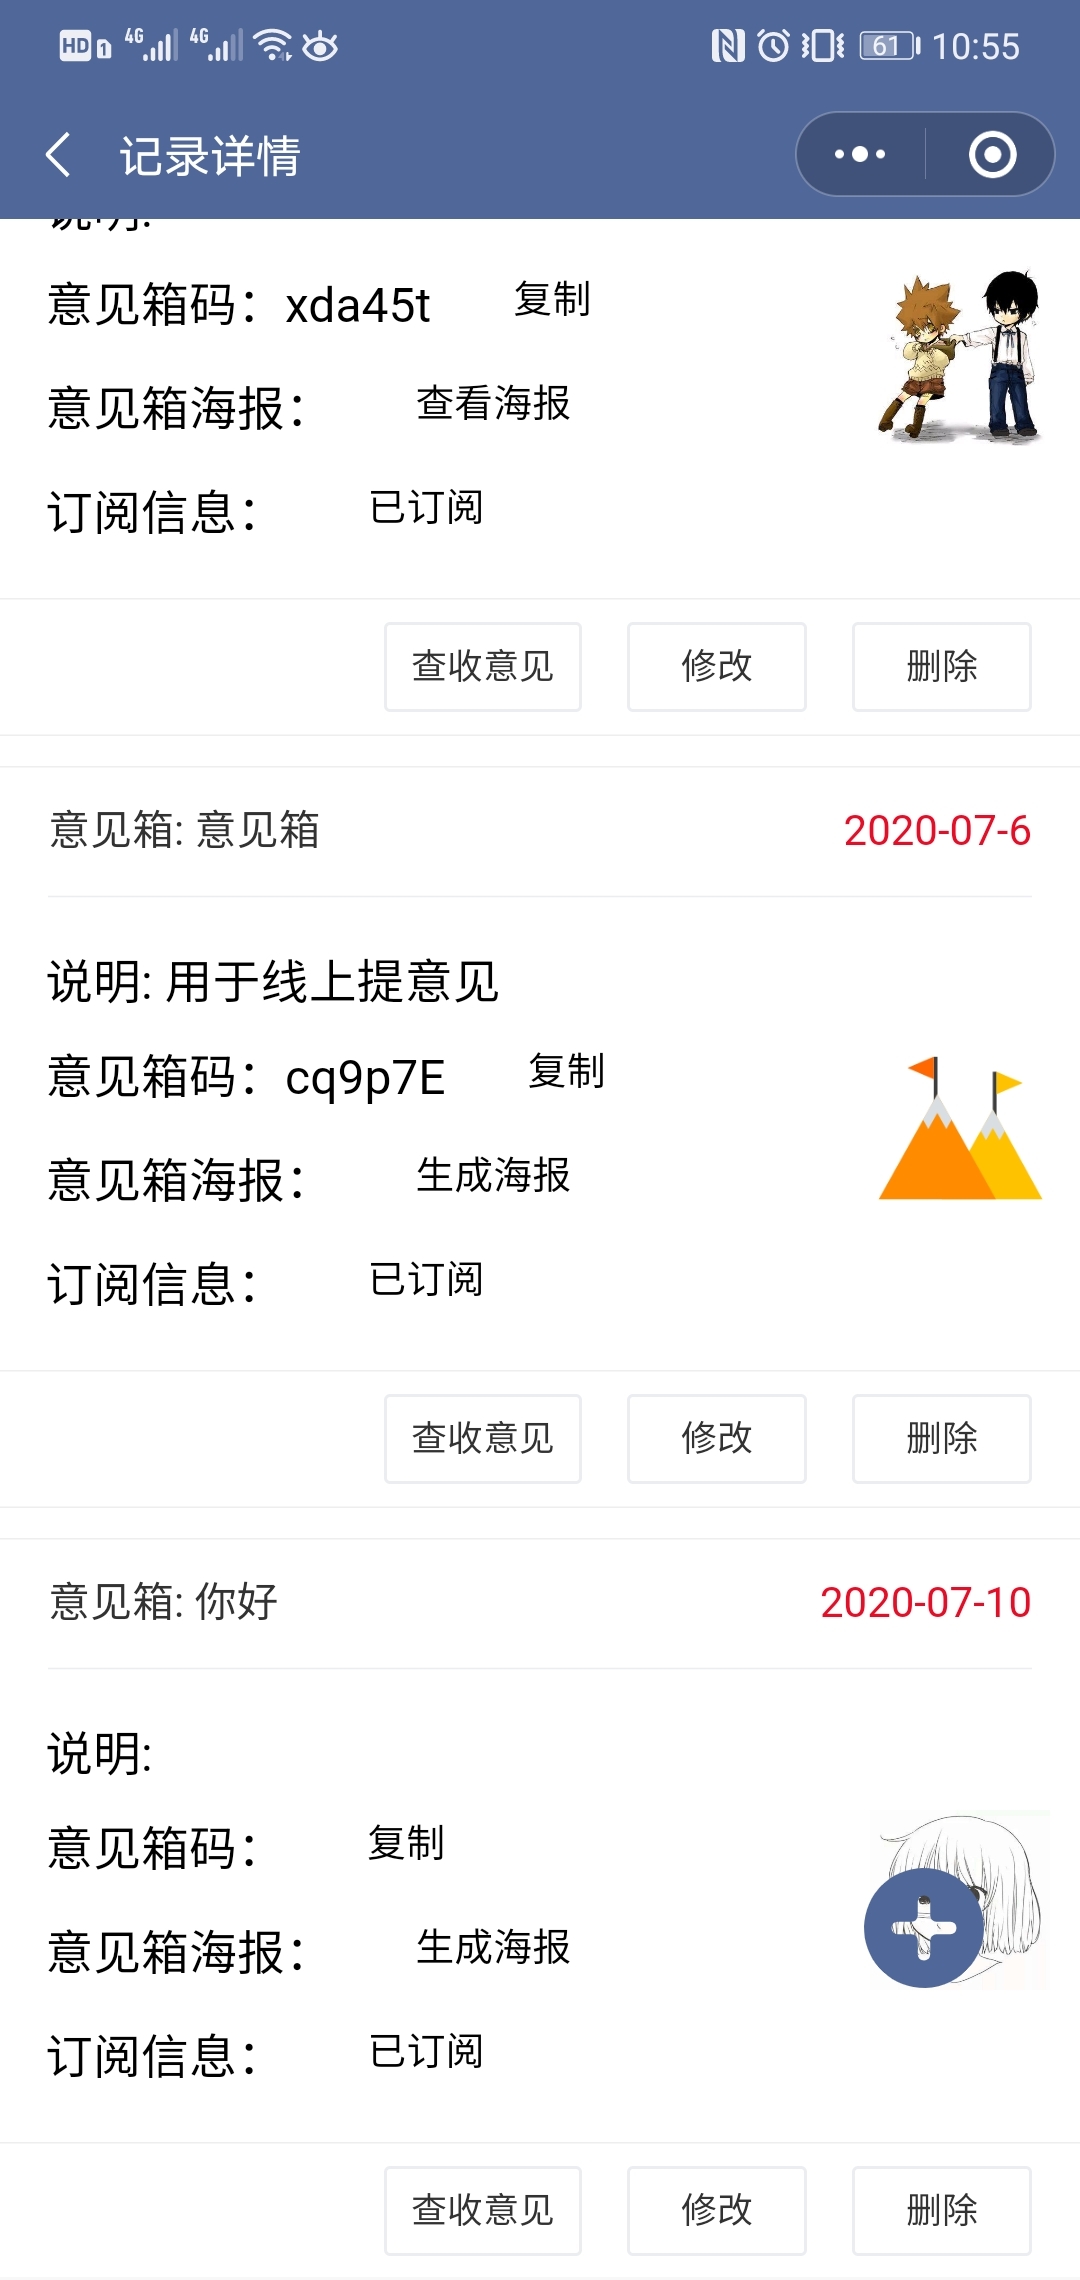 HD 1 4G 4G 61 10:55
记录详情
说明:
意见箱码：xda45t 复制
意见箱海报： 查看海报
订阅信息： 已订阅
查收意见 修改 删除
意见箱: 意见箱 2020-07-6
说明: 用于线上提意见
意见箱码：cq9p7E 复制
意见箱海报： 生成海报
订阅信息： 已订阅
查收意见 修改 删除
意见箱: 你好 2020-07-10
说明:
意见箱码： 复制
意见箱海报： 生成海报
订阅信息： 已订阅
查收意见 修改 删除